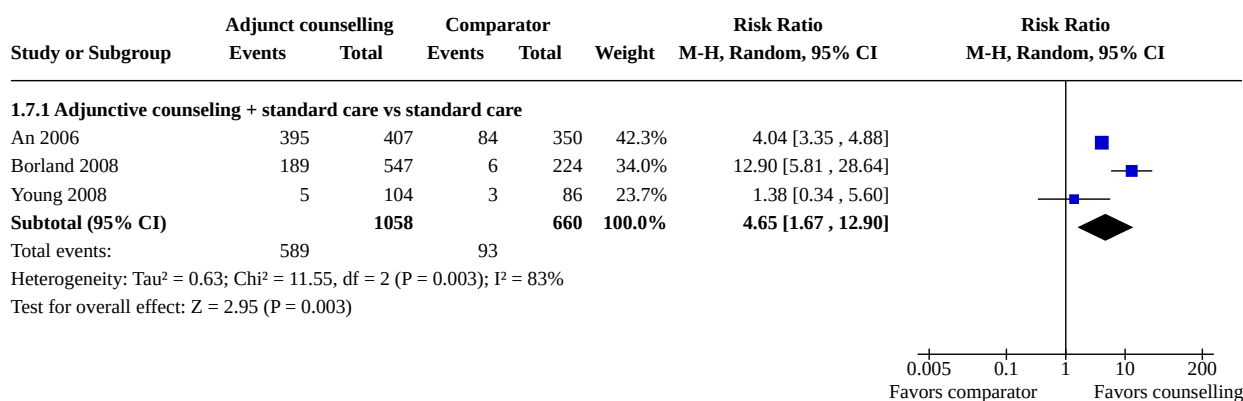 Adjunct counselling Comparator Risk Ratio Risk Ratio
Study or Subgroup Events Total Events Total Weight M-H, Random, 95% CI M-H, Random, 95% CI
1.7.1 Adjunctive counseling + standard care vs standard care
An 2006 395 407 84 350 42.3% 4.04 [3.35 , 4.88]
Borland 2008 189 547 6 224 34.0% 12.90 [5.81 , 28.64]
Young 2008 5 104 3 86 23.7% 1.38 [0.34 , 5.60]
Subtotal (95% CI) 1058 660 100.0% 4.65 [1.67 , 12.90]
Total events: 589 93
Heterogeneity: Tau² = 0.63; Chi² = 11.55, df = 2 (P = 0.003); I² = 83%
Test for overall effect: Z = 2.95 (P = 0.003)
0.005 0.1 1 10 200
Favors comparator Favors counselling